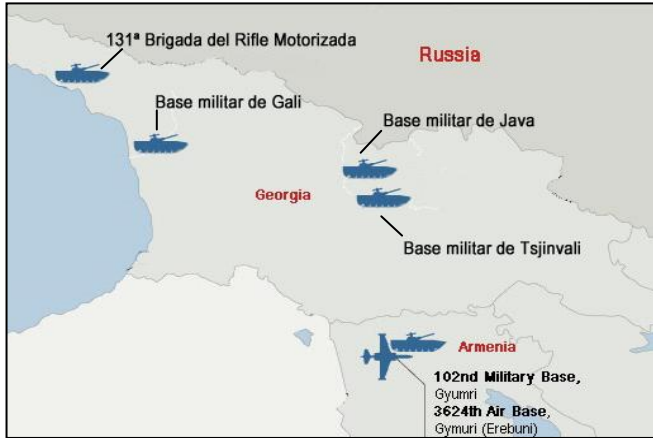 131ª Brigada del Rifle Motorizada
Russia
Base militar de Gali
Base militar de Java
Georgia
Base militar de Tsjinvali
Armenia
102nd Military Base,
Gyumri
3624th Air Base,
Gymuri (Erebuni)